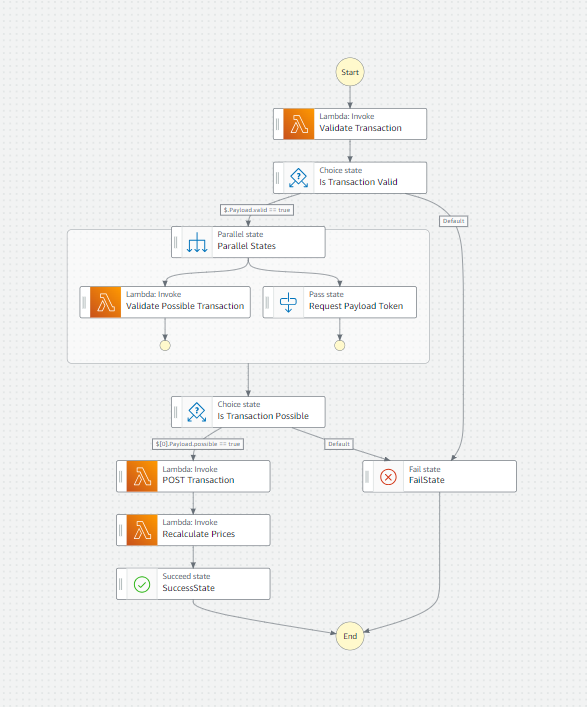 Start
Lambda: Invoke
Validate Transaction
Choice state
Is Transaction Valid
$.Payload.valid == true
Default
Parallel state
Parallel States
Lambda: Invoke
Validate Possible Transaction
Pass state
Request Payload Token
Choice state
Is Transaction Possible
$[0].Payload.possible == true
Default
Lambda: Invoke
POST Transaction
Fail state
FailState
Lambda: Invoke
Recalculate Prices
Succeed state
SuccessState
End